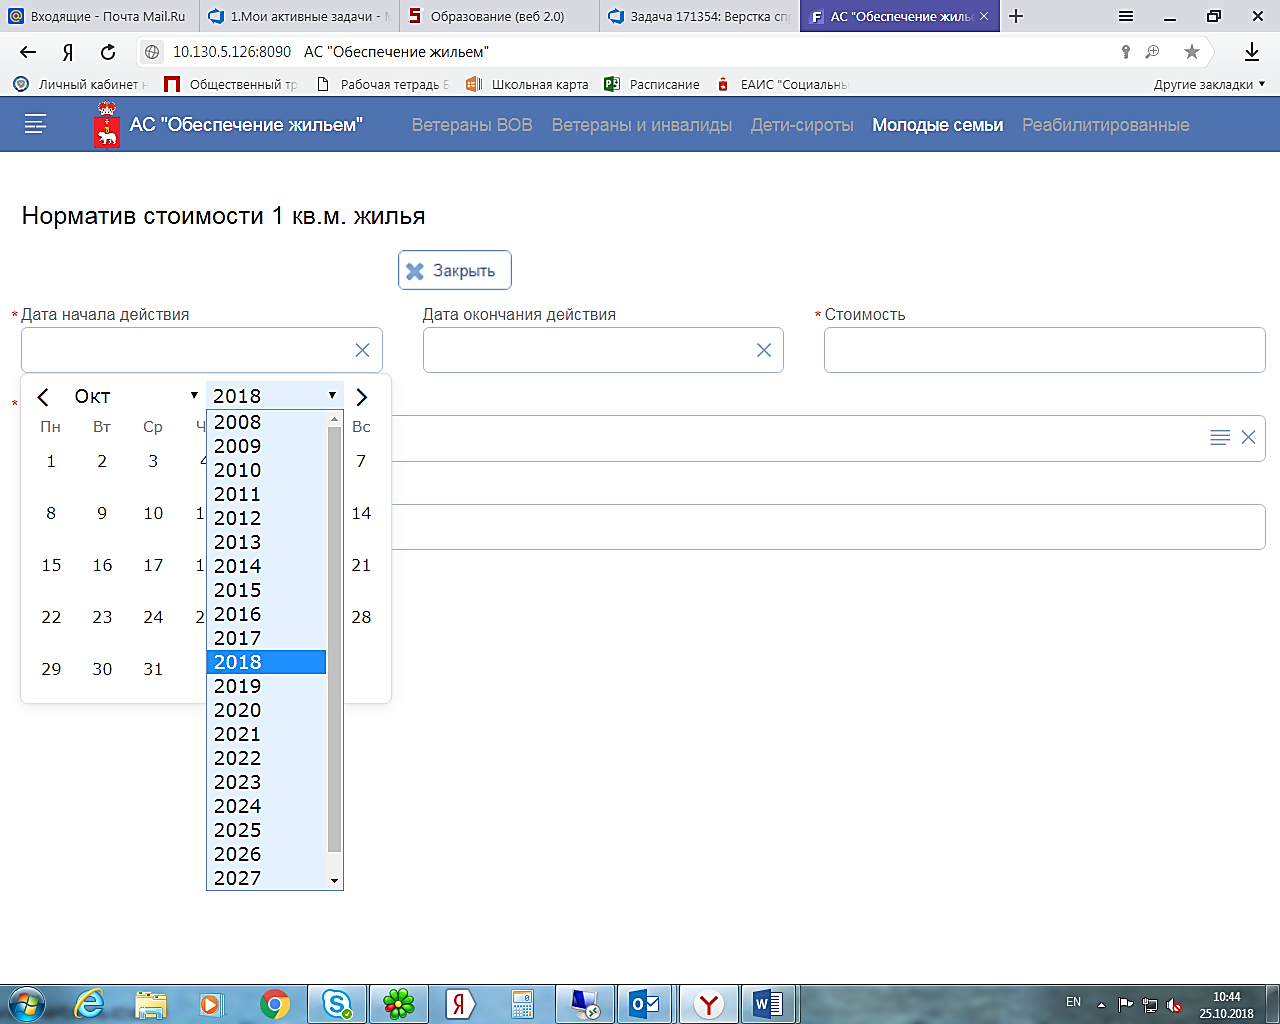 Входящие - Почта Mail.Ru
1.Мои активные задачи -
Образование (веб 2.0)
Задача 171354: Верстка
АС "Обеспечение
10.130.5.126:8090 АС "Обеспечение жильем"
Личный кабинет
Общественный
Рабочая тетрадь
Школьная карта
Расписание
ЕАИС
Другие закладки
АС "Обеспечение жильем"
Ветераны ВОВ
Ветераны и инвалиды
Дети-сироты
Молодые семьи
Реабилитированные
Норматив стоимости 1 кв.м. жилья
Закрыть
* Дата начала действия
Дата окончания действия
* Стоимость
*
Окт 2018
Пн Вт Ср Ч Вс
1 2 3 4 7
8 9 10 1 14
15 16 17 1 21
22 23 24 2 28
29 30 31
2008
2009
2010
2011
2012
2013
2014
2015
2016
2017
2018
2019
2020
2021
2022
2023
2024
2025
2026
2027
EN
10:44
25.10.2018